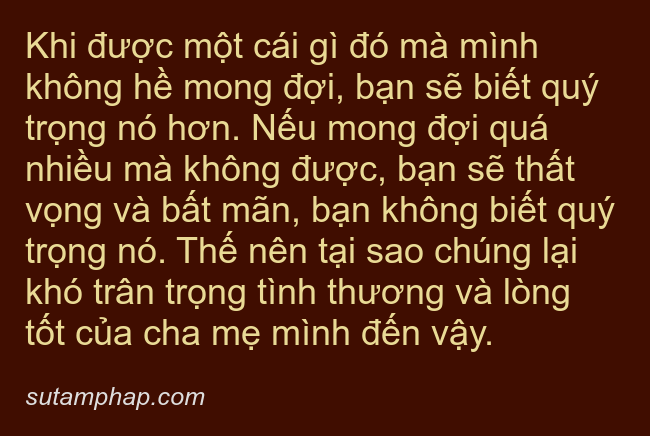 Khi được một cái gì đó mà mình
không hề mong đợi, bạn sẽ biết quý
trọng nó hơn. Nếu mong đợi quá
nhiều mà không được, bạn sẽ thất
vọng và bất mãn, bạn không biết quý
trọng nó. Thế nên tại sao chúng lại
khó trân trọng tình thương và lòng
tốt của cha mẹ mình đến vậy.
sutamphap.com